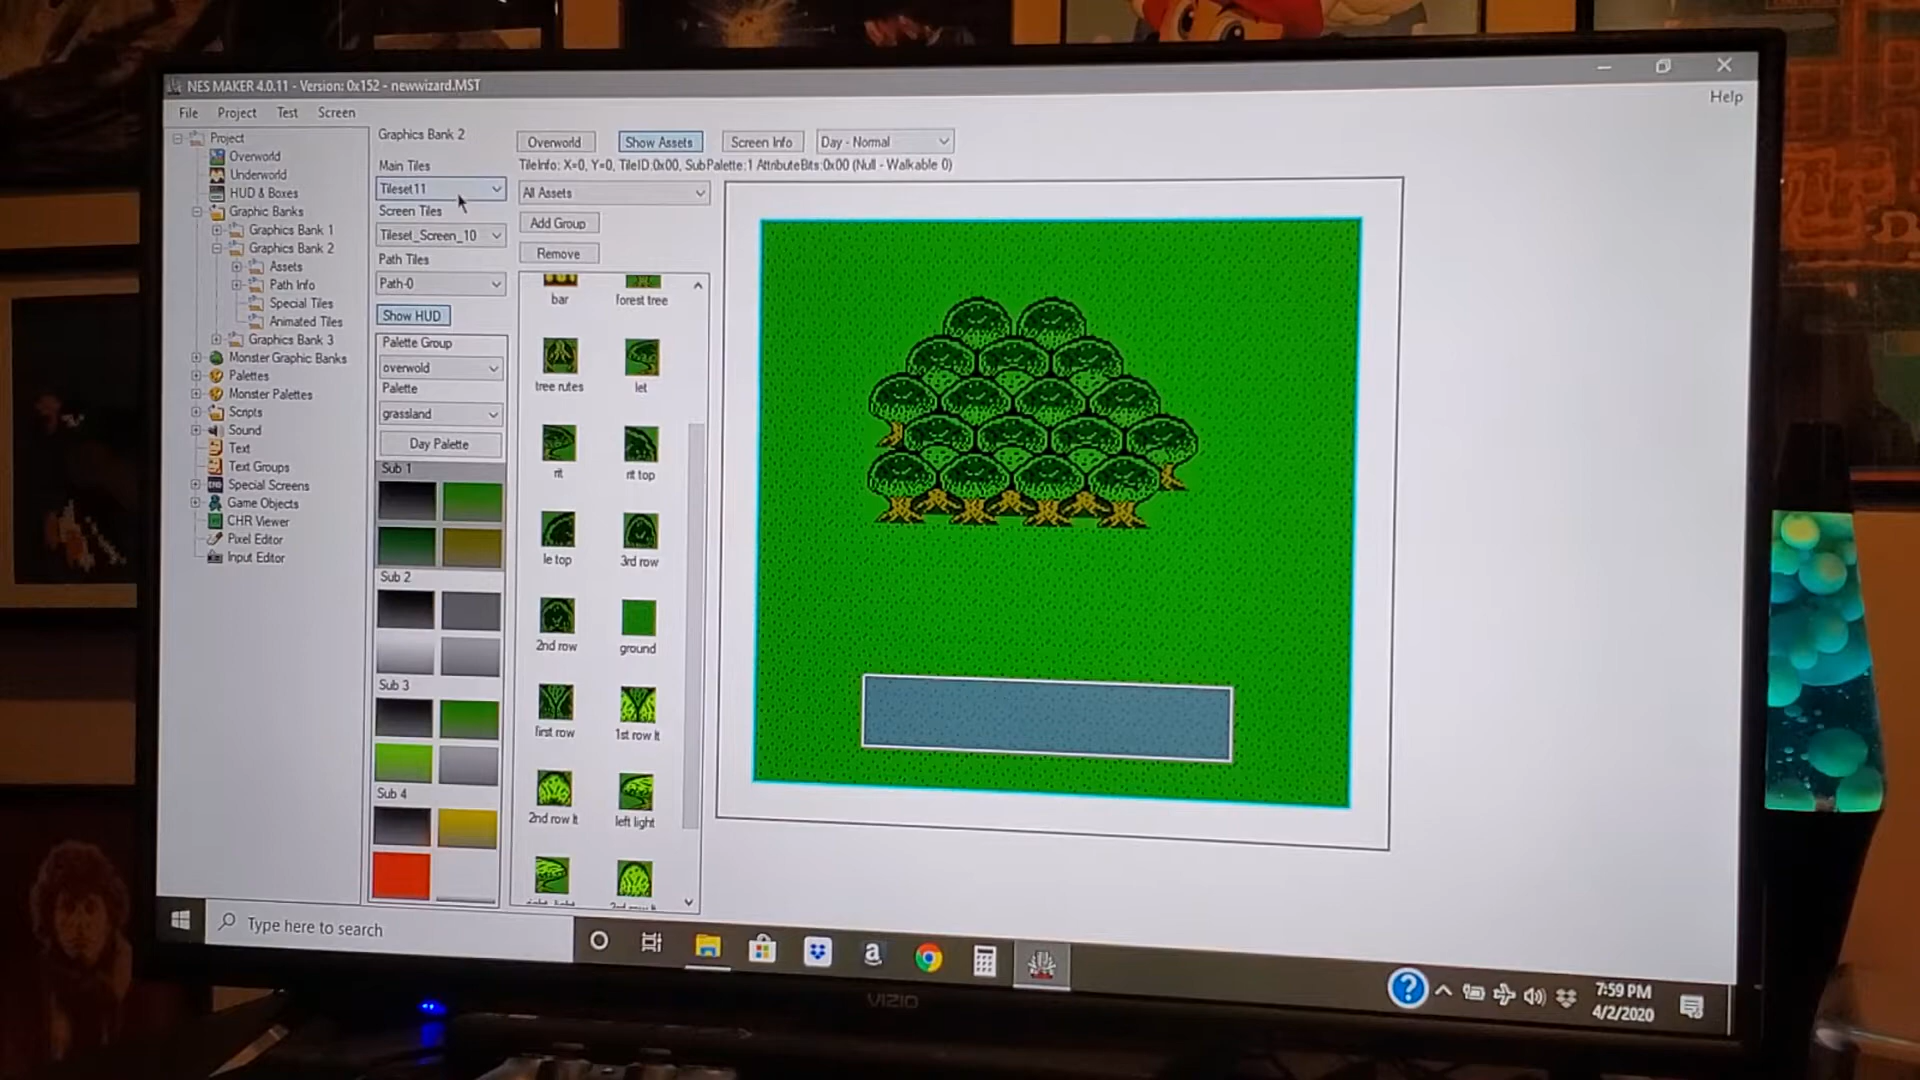 NES MAKER 4.0.11 - Version: 0x152 - newwizard.MST
File Project Test Screen
Help
Project
Overworld
Underworld
HUD & Boxes
Graphic Banks
Graphics Bank 1
Graphics Bank 2
Assets
Path Info
Special Tiles
Animated Tiles
Graphics Bank 3
Monster Graphic Banks
Palettes
Monster Palettes
Scripts
Sound
Text
Text Groups
Special Screens
Game Objects
CHR Viewer
Pixel Editor
Input Editor
Graphics Bank 2
Main Tiles
Tileset11
Screen Tiles
Tileset_Screen_10
Path Tiles
Path-0
Show HUD
Palette Group
overwold
Palette
grassland
Day Palette
Sub 1
Sub 2
Sub 3
Sub 4
Overworld Show Assets Screen Info Day - Normal
TileInfo: X=0, Y=0, TileID:0x00, SubPalette:1 AttributeBits:0x00 (Null - Walkable 0)
All Assets
Add Group
Remove
bar forest tree
tree rutes let
rit rit top
le top 3rd row
2nd row ground
first row 1st row lt
2nd row lt left light
Type here to search
7:59 PM
4/2/2020
VIZIO